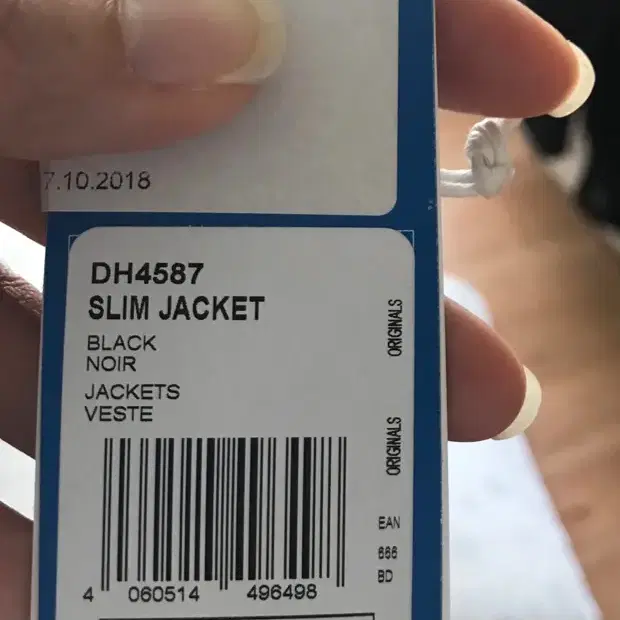 7.10.2018
DH4587
SLIM JACKET
BLACK
NOIR
JACKETS
VESTE
ORIGINALS
ORIGINALS
EAN
666
BD
4 060514 496498